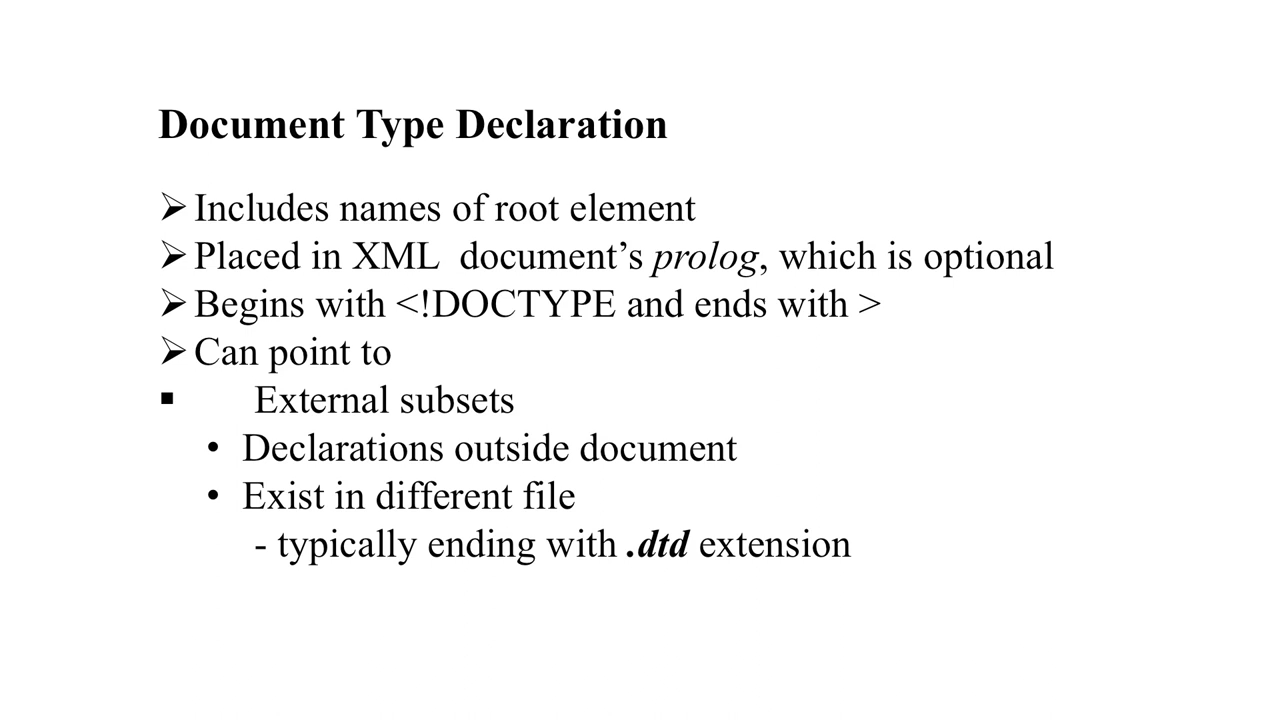 Document Type Declaration
➢ Includes names of root element
➢ Placed in XML  document’s prolog, which is optional
➢ Begins with <!DOCTYPE and ends with >
➢ Can point to
▪ External subsets
• Declarations outside document
• Exist in different file
- typically ending with .dtd extension